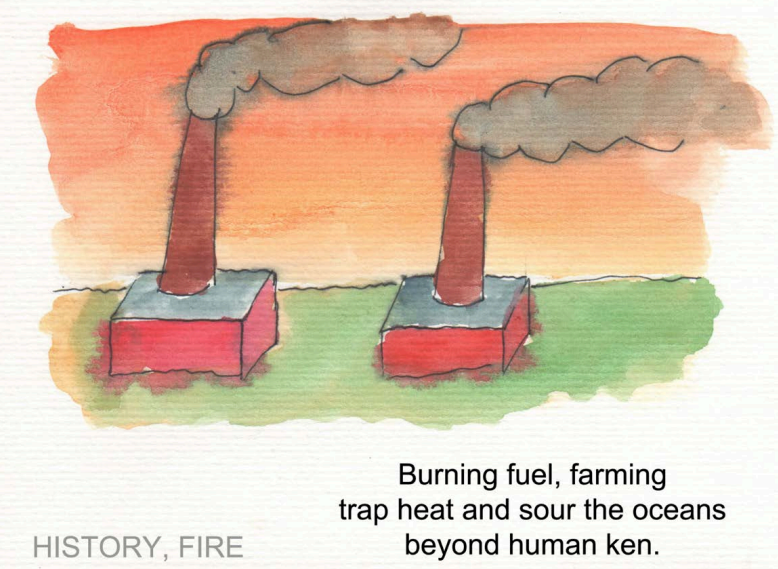 Burning fuel, farming
trap heat and sour the oceans
beyond human ken.
HISTORY, FIRE